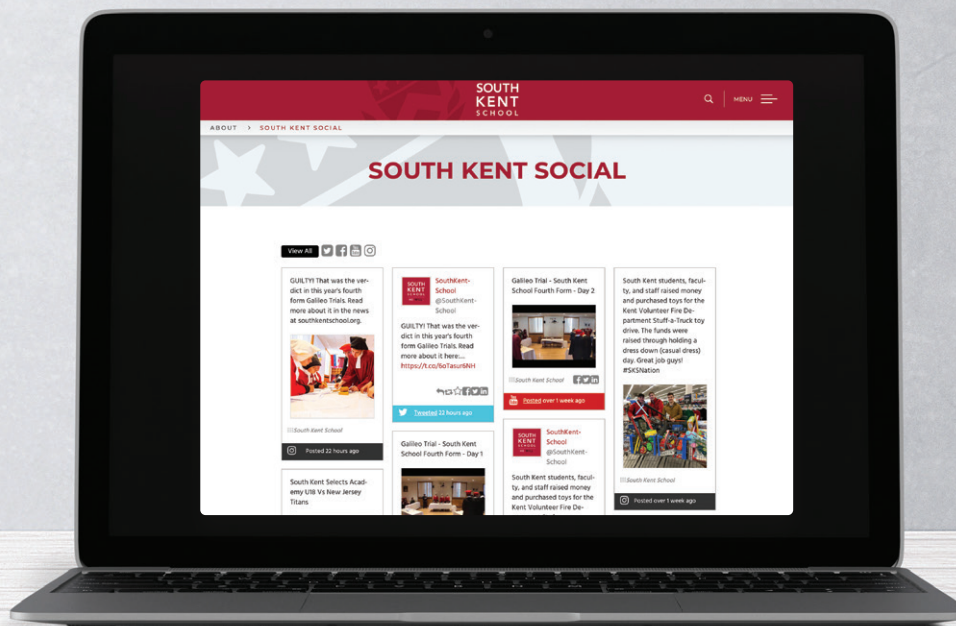 SOUTH
KENT
SCHOOL
MENU
ABOUT > SOUTH KENT SOCIAL
SOUTH KENT SOCIAL
View All
GUILTY! That was the ver-
dict in this year's fourth
form Galileo Trials. Read
more about it in the news
at southkentschool.org.
South Kent School
Posted 22 hours ago
South Kent Selects Acad-
emy U18 Vs New Jersey
Titans
SOUTH
KENT
SCHOOL
SouthKent-
School
@SouthKent-
School
GUILTY! That was the ver-
dict in this year's fourth
form Galileo Trials. Read
more about it here:...
https://t.co/6oTasur6NH
Tweeted 22 hours ago
Galileo Trial - South Kent
School Fourth Form - Day 1
Galileo Trial - South Kent
School Fourth Form - Day 2
South Kent School
Posted over 1 week ago
SOUTH
KENT
SCHOOL
SouthKent-
School
@SouthKent-
School
South Kent students, facul-
ty, and staff raised money
and purchased toys for the
Kent Volunteer Fire De-
South Kent students, facul-
ty, and staff raised money
and purchased toys for the
Kent Volunteer Fire De-
partment Stuff-a-Truck toy
drive. The funds were
raised through holding a
dress down (casual dress)
day. Great job guys!
#SKSNation
South Kent School
Posted over 1 week ago